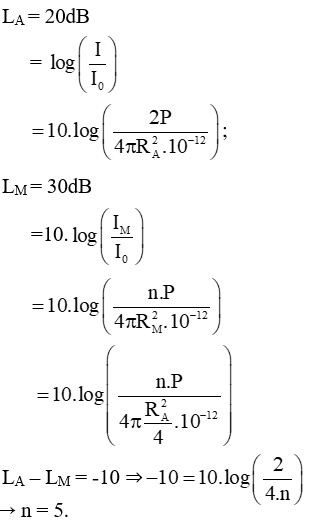 L_A = 20dB
= log(I/I_0)
=10.log(2P/(4πR_A^2.10^-12));
L_M = 30dB
=10. log(I_M/I_0)
=10.log(n.P/(4πR_M^2.10^-12))
=10.log(n.P/(4π(R_A^2/4).10^-12))
L_A – L_M = -10 ⇒ –10 =10.log(2/(4.n))
→ n = 5.